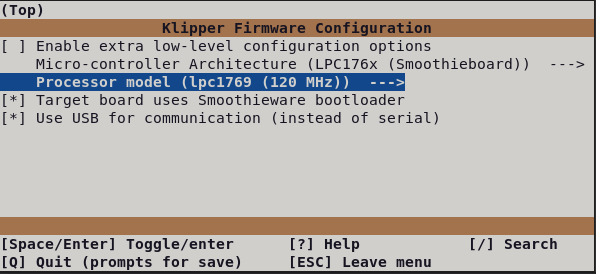 (Top)
Klipper Firmware Configuration
[ ] Enable extra low-level configuration options
Micro-controller Architecture (LPC176x (Smoothieboard))  --->
Processor model (lpc1769 (120 MHz))  --->
[*] Target board uses Smoothieware bootloader
[*] Use USB for communication (instead of serial)
[Space/Enter] Toggle/enter      [?] Help            [/] Search
[Q] Quit (prompts for save)     [ESC] Leave menu